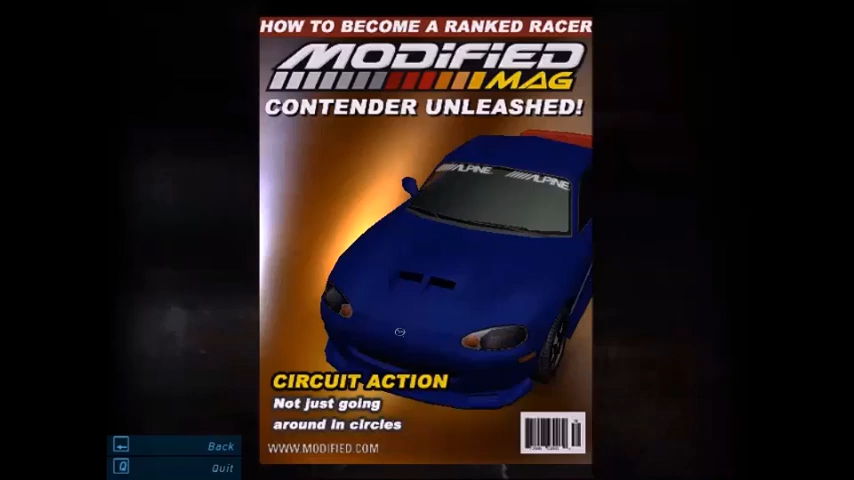 HOW TO BECOME A RANKED RACER
MODIFIED
MAG
CONTENDER UNLEASHED!
ALPINE ALPINE
CIRCUIT ACTION
Not just going
around in circles
WWW.MODIFIED.COM
Back
Q Quit